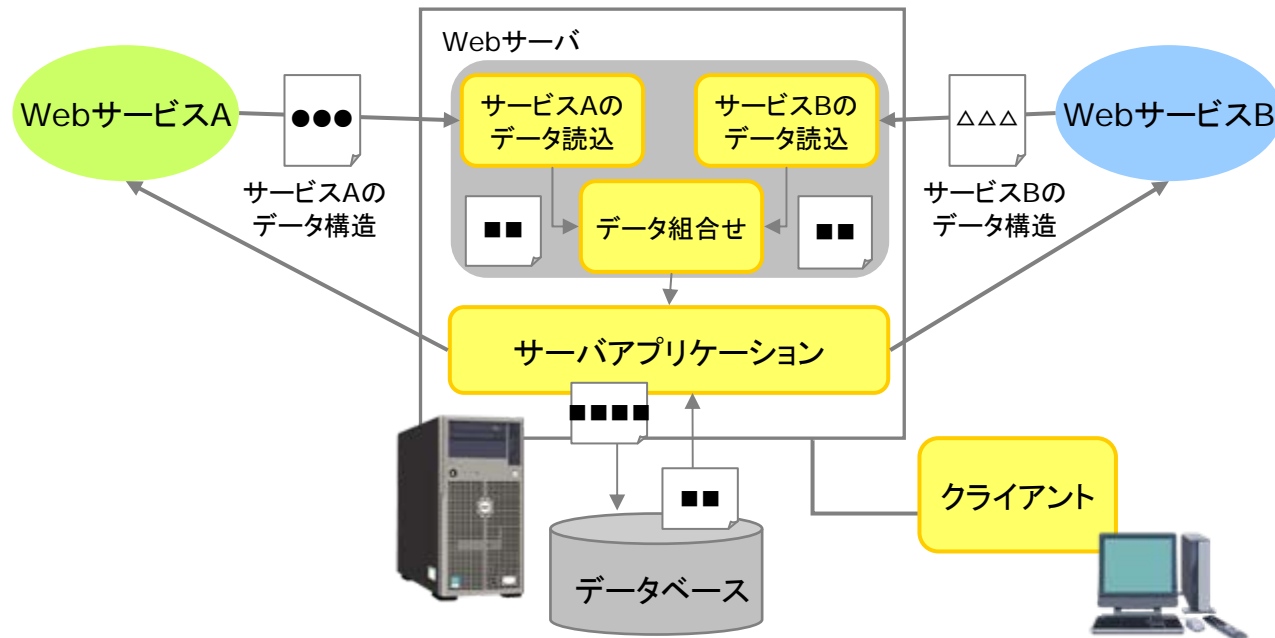 Webサーバ
WebサービスA
●●●
サービスAの
データ構造
サービスAの
データ読込
サービスBの
データ読込
△△△
サービスBの
データ構造
WebサービスB
■■
データ組合せ
■■
サーバアプリケーション
■■■■
■■
データベース
クライアント